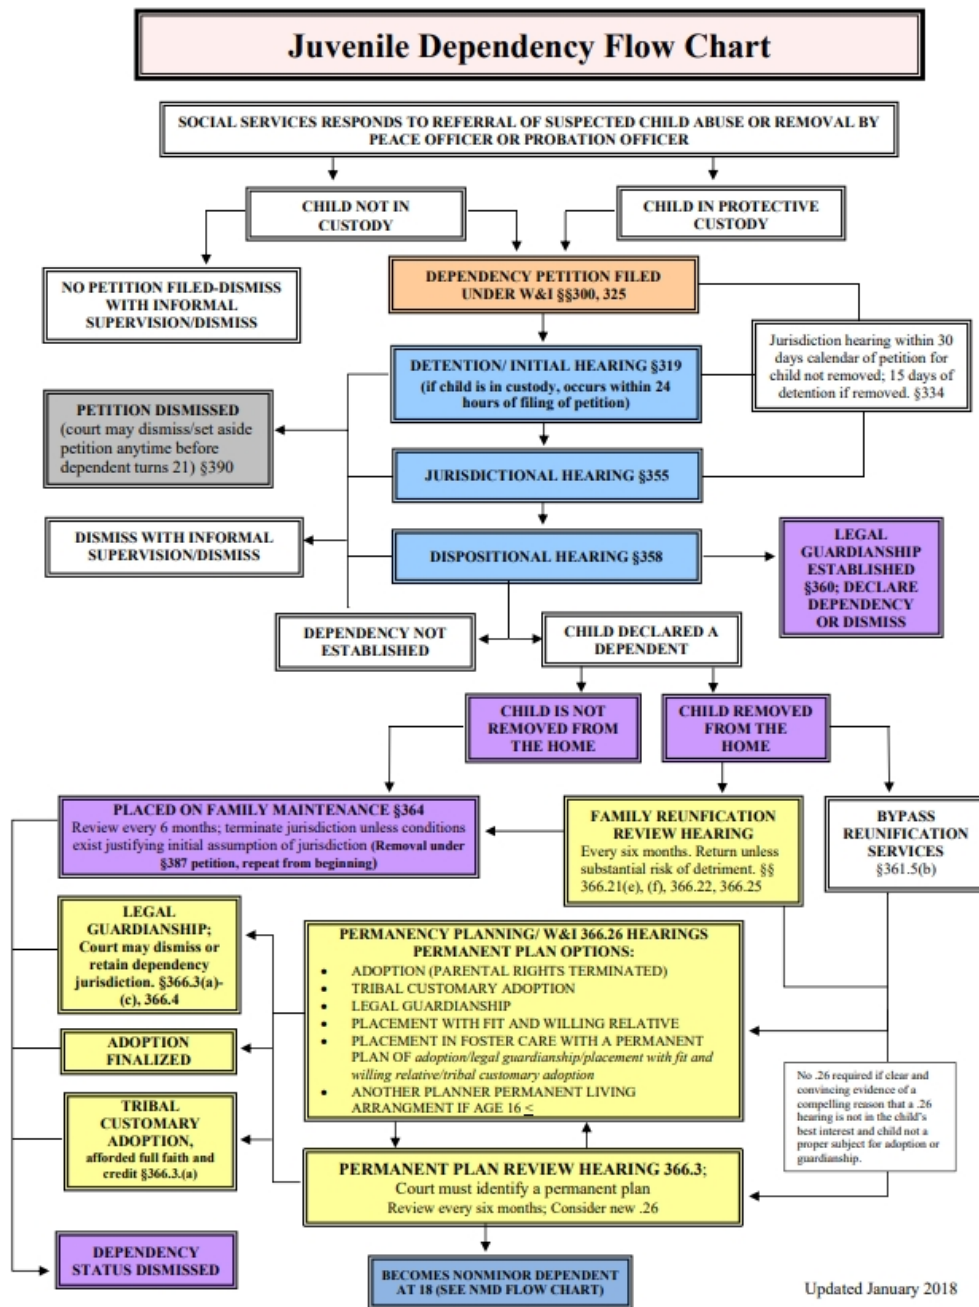 Juvenile Dependency Flow Chart
SOCIAL SERVICES RESPONDS TO REFERRAL OF SUSPECTED CHILD ABUSE OR REMOVAL BY
PEACE OFFICER OR PROBATION OFFICER
CHILD NOT IN
CUSTODY
CHILD IN PROTECTIVE
CUSTODY
NO PETITION FILED-DISMISS
WITH INFORMAL
SUPERVISION/DISMISS
DEPENDENCY PETITION FILED
UNDER W&I §§300, 325
Jurisdiction hearing within 30
days calendar of petition for
child not removed; 15 days of
detention if removed. §334
DETENTION/ INITIAL HEARING §319
(if child is in custody, occurs within 24
hours of filing of petition)
PETITION DISMISSED
(court may dismiss/set aside
petition anytime before
dependent turns 21) §390
JURISDICTIONAL HEARING §355
DISMISS WITH INFORMAL
SUPERVISION/DISMISS
DISPOSITIONAL HEARING §358
LEGAL
GUARDIANSHIP
ESTABLISHED
§360; DECLARE
DEPENDENCY
OR DISMISS
DEPENDENCY NOT
ESTABLISHED
CHILD DECLARED A
DEPENDENT
CHILD IS NOT
REMOVED FROM
THE HOME
CHILD REMOVED
FROM THE
HOME
PLACED ON FAMILY MAINTENANCE §364
Review every 6 months; terminate jurisdiction unless conditions
exist justifying initial assumption of jurisdiction (Removal under
§387 petition, repeat from beginning)
FAMILY REUNFICATION
REVIEW HEARING
Every six months. Return unless
substantial risk of detriment. §§
366.21(e), (f), 366.22, 366.25
BYPASS
REUNIFICATION
SERVICES
§361.5(b)
LEGAL
GUARDIANSHIP;
Court may dismiss or
retain dependency
jurisdiction. §366.3(a)-
(c), 366.4
PERMANENCY PLANNING/ W&I 366.26 HEARINGS
PERMANENT PLAN OPTIONS:
• ADOPTION (PARENTAL RIGHTS TERMINATED)
• TRIBAL CUSTOMARY ADOPTION
• LEGAL GUARDIANSHIP
• PLACEMENT WITH FIT AND WILLING RELATIVE
• PLACEMENT IN FOSTER CARE WITH A PERMANENT
PLAN OF adoption/legal guardianship/placement with fit and
willing relative/tribal customary adoption
• ANOTHER PLANNER PERMANENT LIVING
ARRANGMENT IF AGE 16 <
ADOPTION
FINALIZED
No .26 required if clear and
convincing evidence of a
compelling reason that a .26
hearing is not in the child's
best interest and child not a
proper subject for adoption or
guardianship.
TRIBAL
CUSTOMARY
ADOPTION,
afforded full faith and
credit §366.3.(a)
PERMANENT PLAN REVIEW HEARING 366.3;
Court must identify a permanent plan
Review every six months; Consider new .26
DEPENDENCY
STATUS DISMISSED
BECOMES NONMINOR DEPENDENT
AT 18 (SEE NMD FLOW CHART)
Updated January 2018